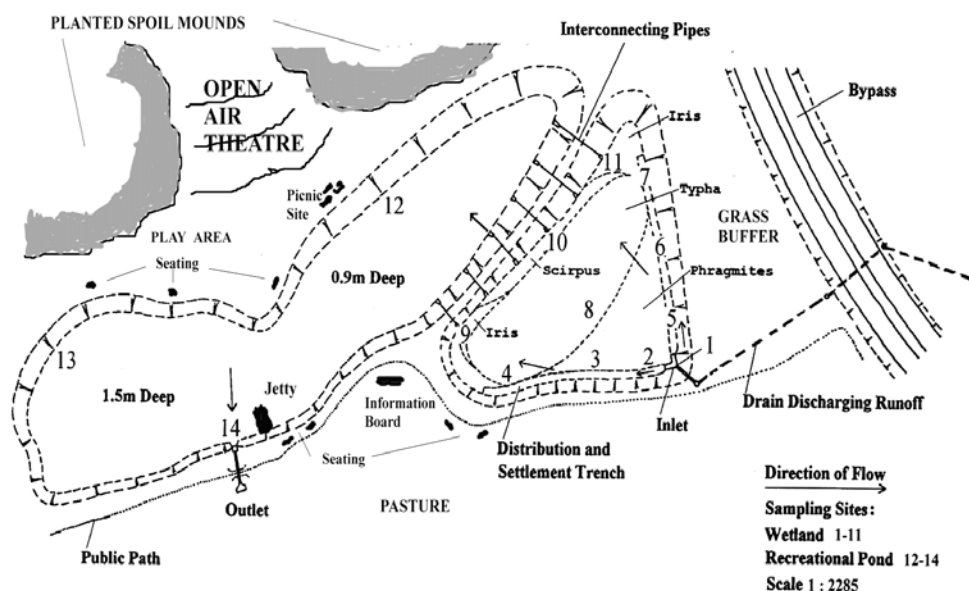 PLANTED SPOIL MOUNDS
OPEN
AIR
THEATRE
Interconnecting Pipes
Bypass
Iris
11
7
Typha
Picnic
Site
12
PLAY AREA
Seating
GRASS
BUFFER
10
6
Scirpus
Phragmites
0.9m Deep
8
5
9
Iris
13
1.5m Deep
4
3
2
1
Jetty
14
Information
Board
Inlet
Drain Discharging Runoff
Seating
Distribution and
Settlement Trench
Outlet
PASTURE
Public Path
Direction of Flow
Sampling Sites:
Wetland 1-11
Recreational Pond 12-14
Scale 1 : 2285